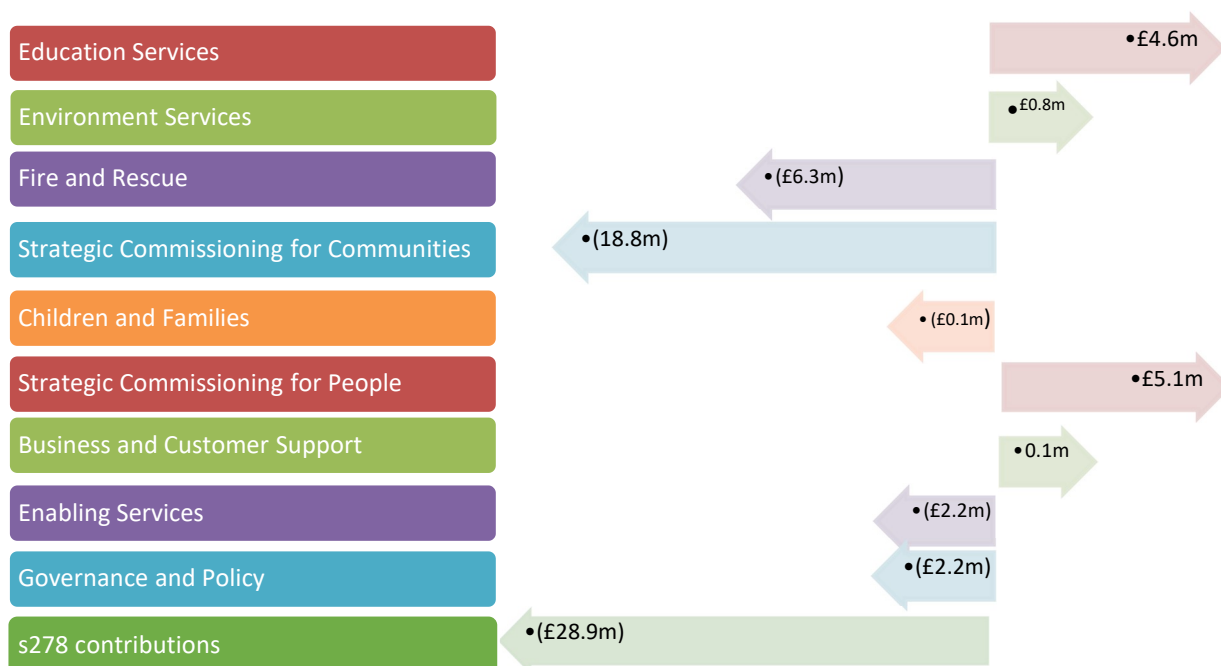 Education Services
•£4.6m
Environment Services
•£0.8m
Fire and Rescue
•(£6.3m)
Strategic Commissioning for Communities
•(18.8m)
Children and Families
•(£0.1m)
Strategic Commissioning for People
•£5.1m
Business and Customer Support
•0.1m
Enabling Services
•(£2.2m)
Governance and Policy
•(£2.2m)
s278 contributions
•(£28.9m)